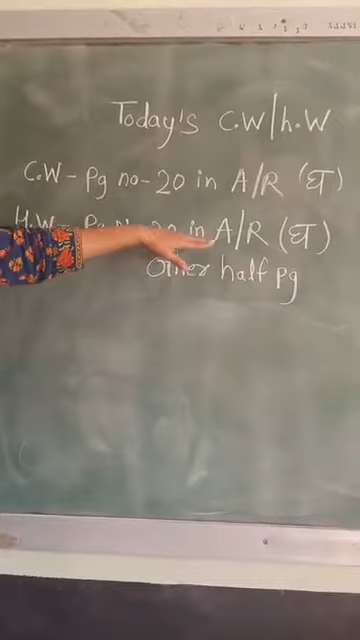 Today's C.W/h.W
C.W - Pg no-20 in A/R (घ)
H.W - Pg No 20 in A/R (घ)
Other half pg